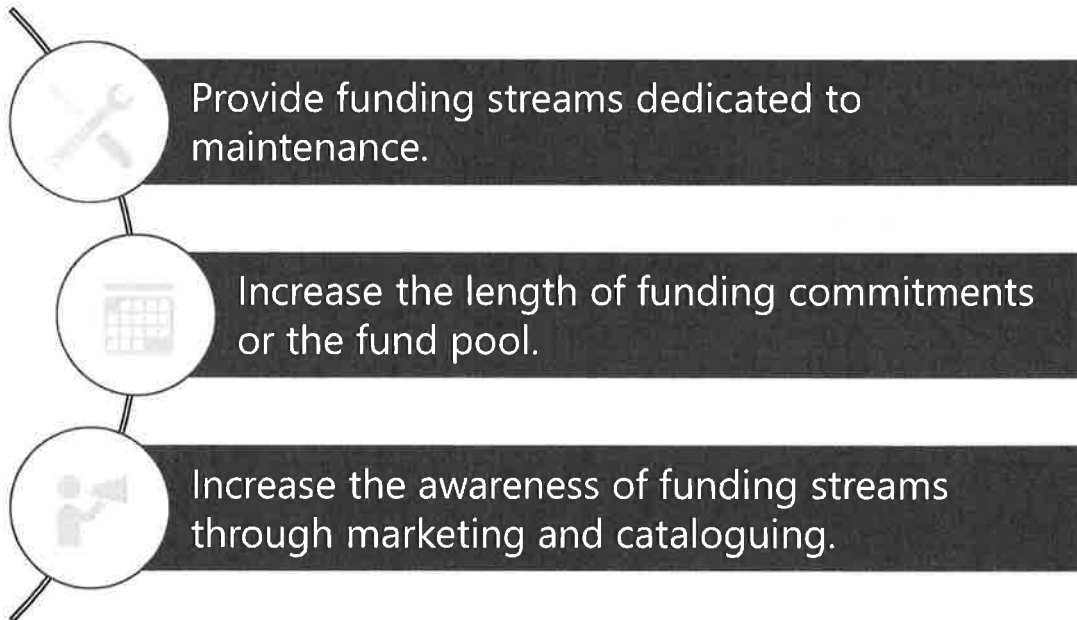 Provide funding streams dedicated to
maintenance.
Increase the length of funding commitments
or the fund pool.
Increase the awareness of funding streams
through marketing and cataloguing.